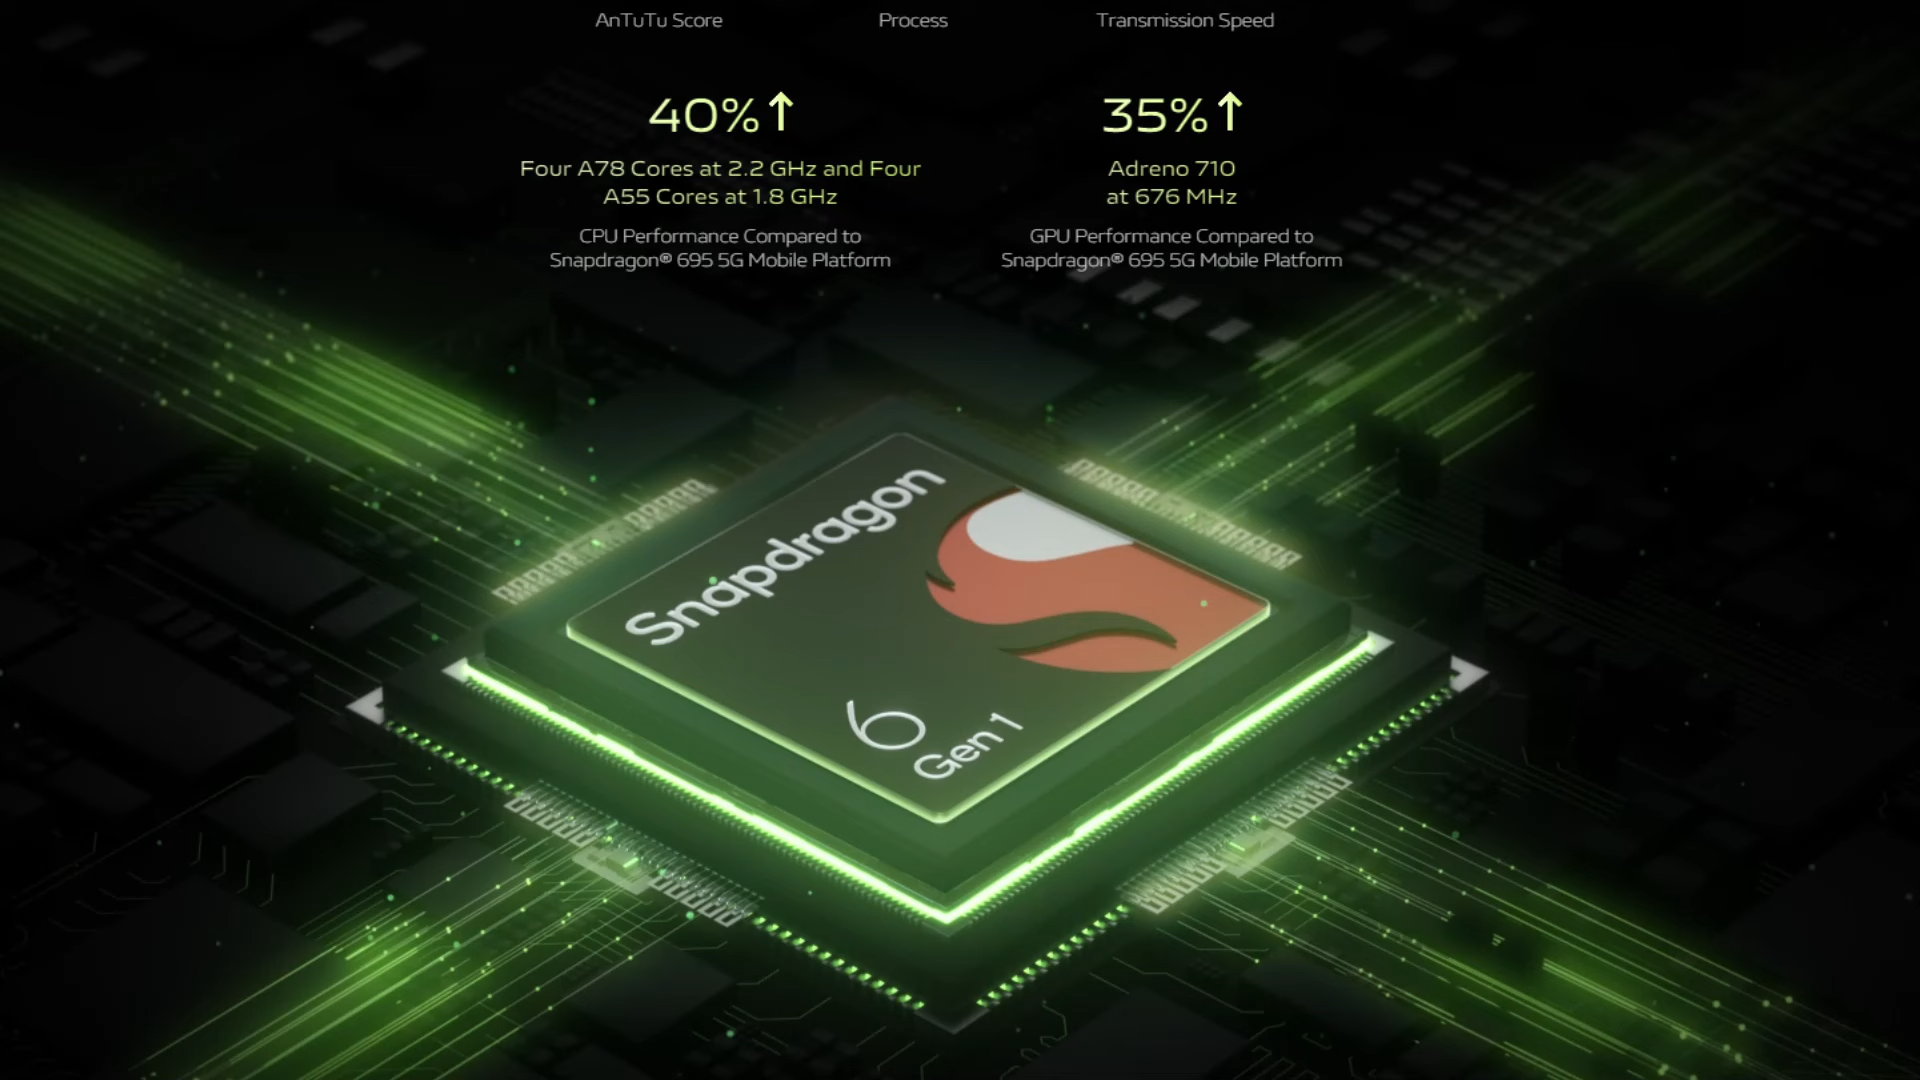 AnTuTu Score
Process
Transmission Speed
40%↑
Four A78 Cores at 2.2 GHz and Four
A55 Cores at 1.8 GHz
CPU Performance Compared to
Snapdragon® 695 5G Mobile Platform
35%↑
Adreno 710
at 676 MHz
GPU Performance Compared to
Snapdragon® 695 5G Mobile Platform
Snapdragon
6
Gen 1